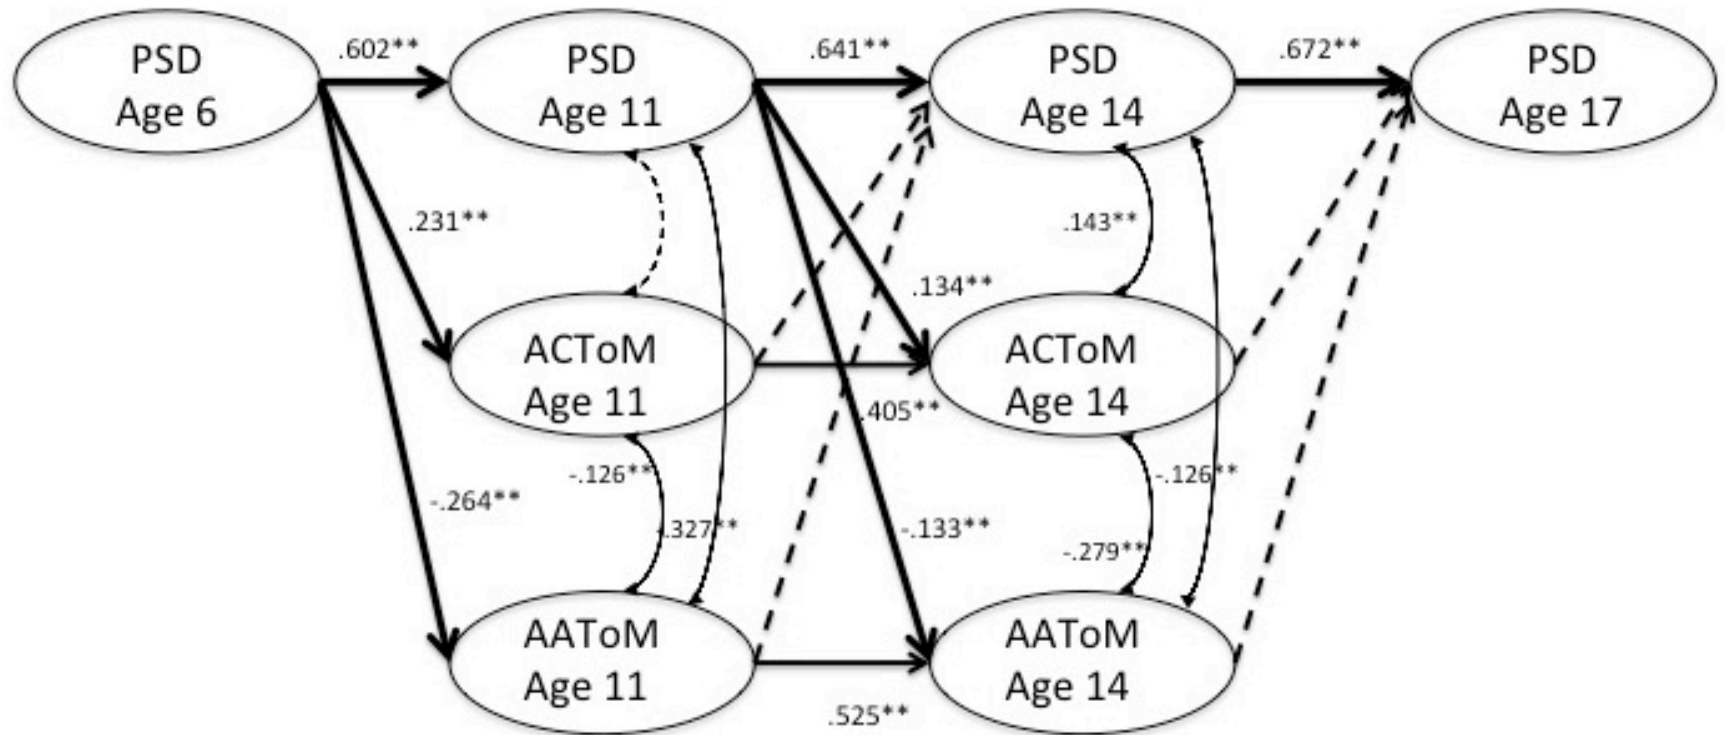 PSD
Age 6
.602**
PSD
Age 11
.641**
PSD
Age 14
.672**
PSD
Age 17
.231**
.143**
.134**
ACToM
Age 11
ACToM
Age 14
.405**
-.264**
-.126**
-.126**
.327**
-.133**
-.279**
AAToM
Age 11
AAToM
Age 14
.525**